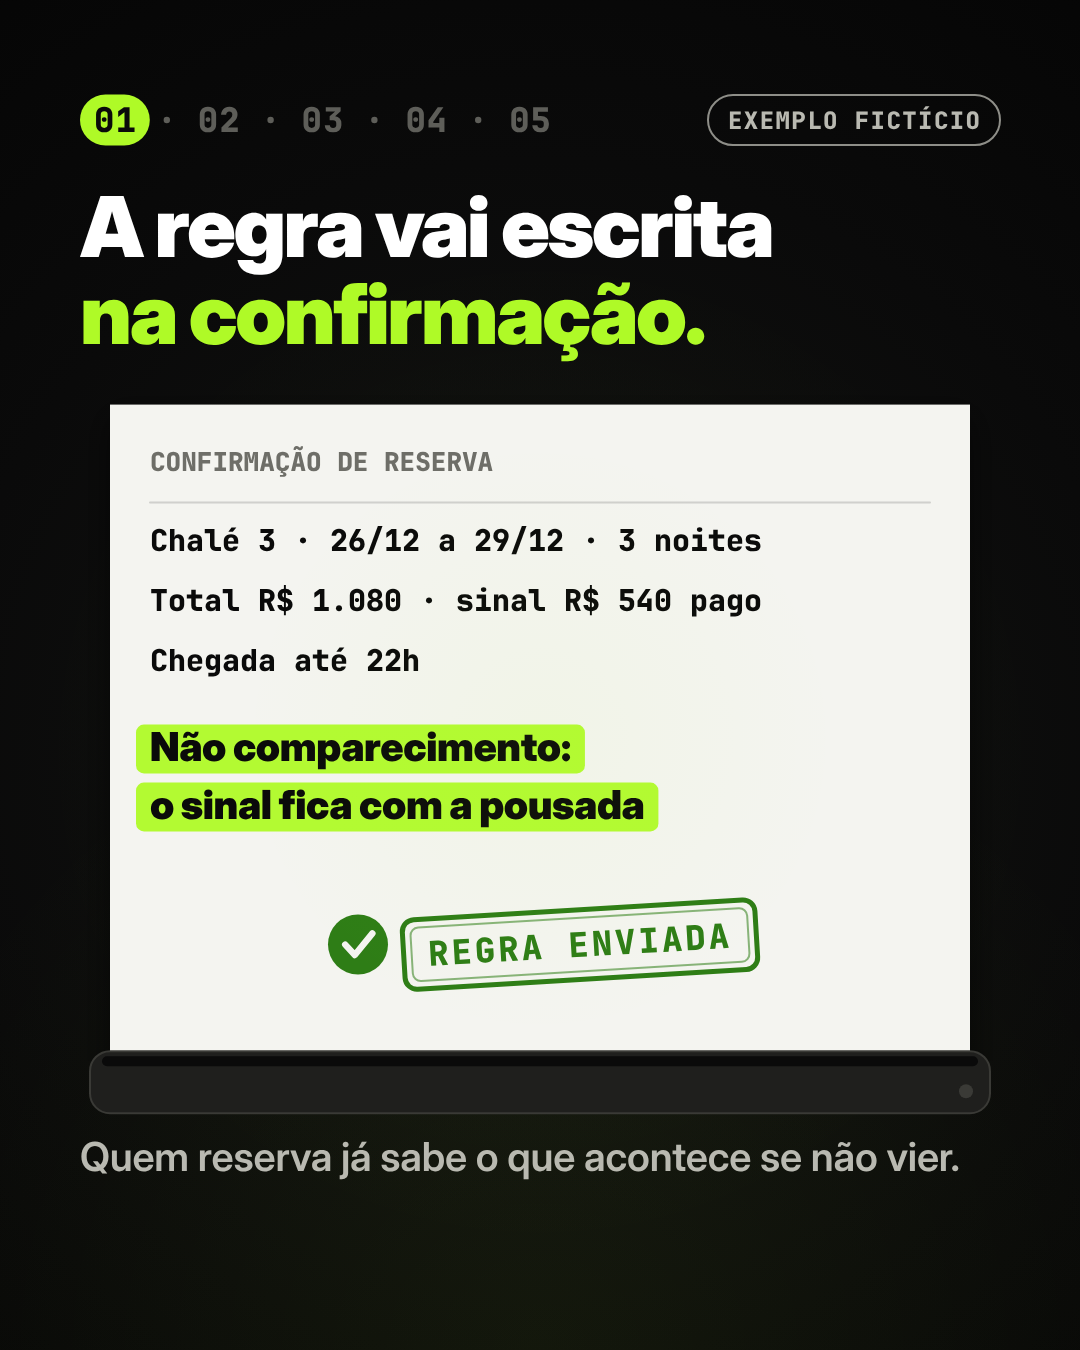 01 · 02 · 03 · 04 · 05
EXEMPLO FICTÍCIO
A regra vai escrita
na confirmação.
CONFIRMAÇÃO DE RESERVA
Chalé 3 · 26/12 a 29/12 · 3 noites
Total R$ 1.080 · sinal R$ 540 pago
Chegada até 22h
Não comparecimento:
o sinal fica com a pousada
REGRA ENVIADA
Quem reserva já sabe o que acontece se não vier.